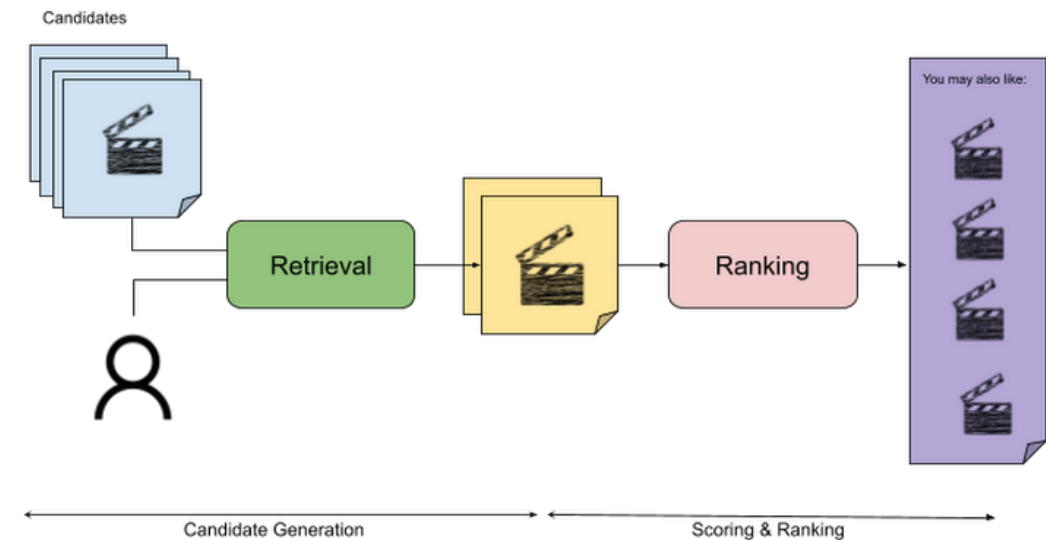 Candidates
You may also like:
Retrieval
Ranking
Candidate Generation
Scoring & Ranking